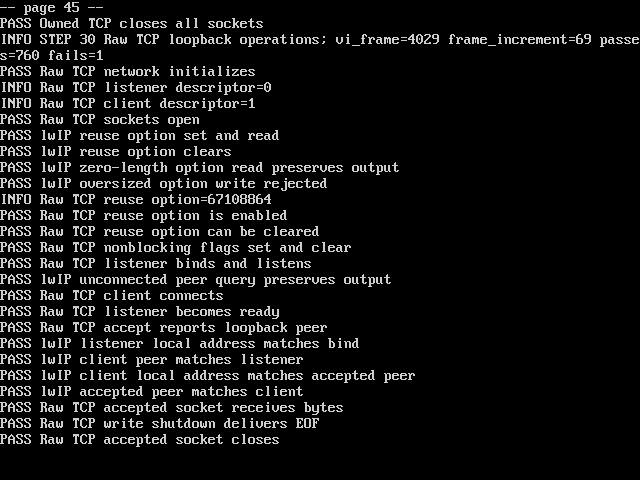 -- page 45 --
PASS Owned TCP closes all sockets
INFO STEP 30 Raw TCP loopback operations; vi_frame=4029 frame_increment=69 passe
s=760 fails=1
PASS Raw TCP network initializes
INFO Raw TCP listener descriptor=0
INFO Raw TCP client descriptor=1
PASS Raw TCP sockets open
PASS lwIP reuse option set and read
PASS lwIP reuse option clears
PASS lwIP zero-length option read preserves output
PASS lwIP oversized option write rejected
INFO Raw TCP reuse option=67108864
PASS Raw TCP reuse option is enabled
PASS Raw TCP reuse option can be cleared
PASS Raw TCP nonblocking flags set and clear
PASS Raw TCP listener binds and listens
PASS lwIP unconnected peer query preserves output
PASS Raw TCP client connects
PASS Raw TCP listener becomes ready
PASS Raw TCP accept reports loopback peer
PASS lwIP listener local address matches bind
PASS lwIP client peer matches listener
PASS lwIP client local address matches accepted peer
PASS lwIP accepted peer matches client
PASS Raw TCP accepted socket receives bytes
PASS Raw TCP write shutdown delivers EOF
PASS Raw TCP accepted socket closes